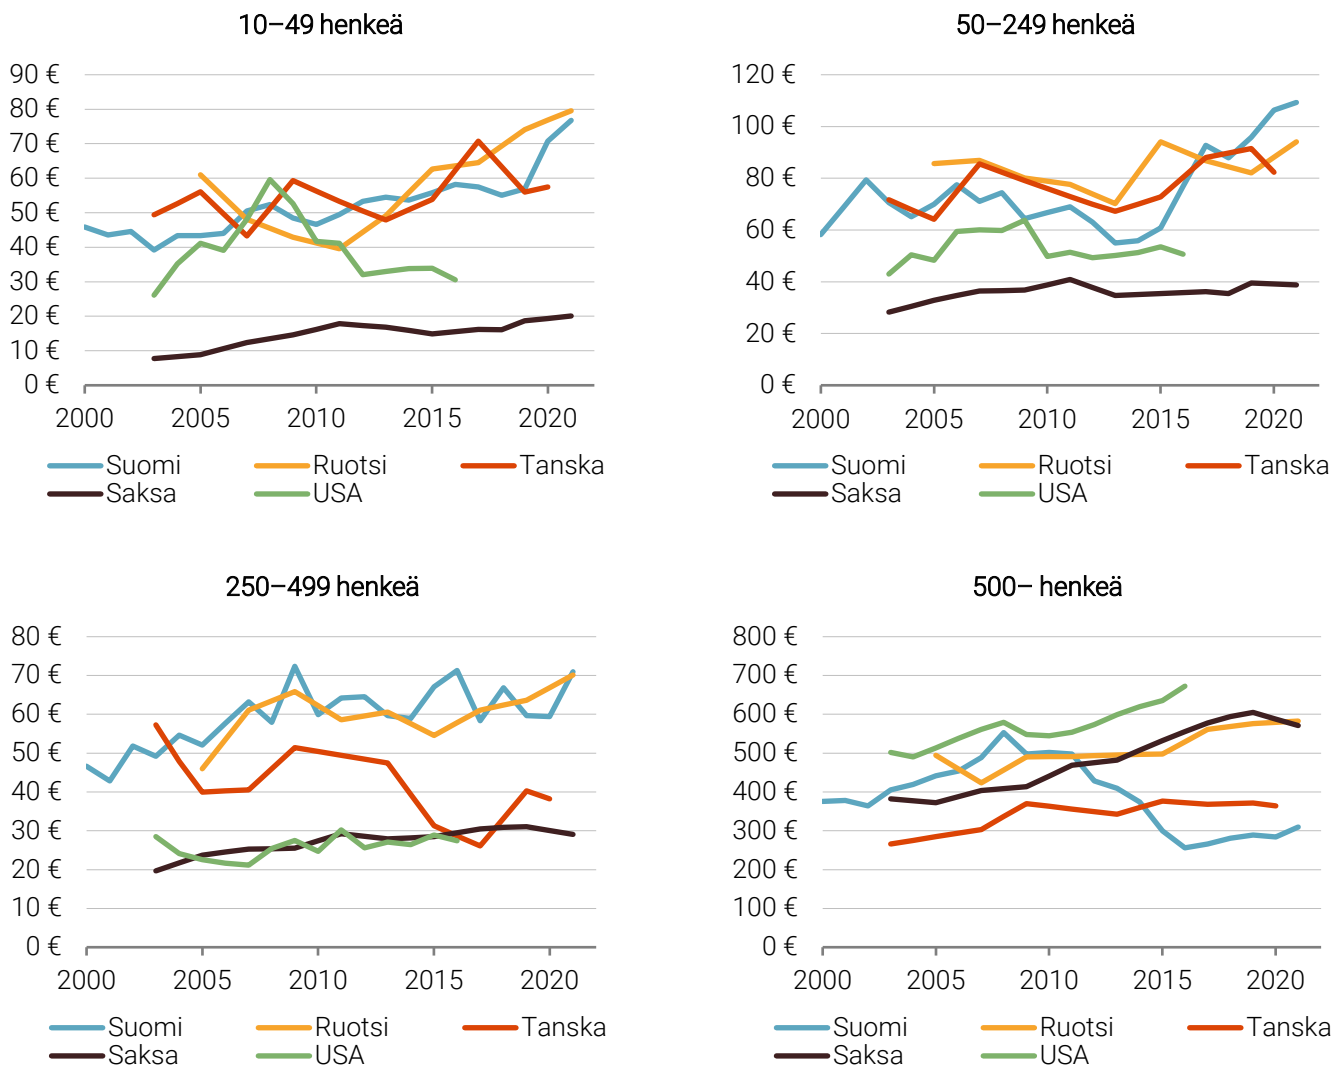 10–49 henkeä
90 €
80 €
70 €
60 €
50 €
40 €
30 €
20 €
10 €
0 €
2000 2005 2010 2015 2020
Suomi Ruotsi Tanska
Saksa USA
50–249 henkeä
120 €
100 €
80 €
60 €
40 €
20 €
0 €
2000 2005 2010 2015 2020
Suomi Ruotsi Tanska
Saksa USA
250–499 henkeä
80 €
70 €
60 €
50 €
40 €
30 €
20 €
10 €
0 €
2000 2005 2010 2015 2020
Suomi Ruotsi Tanska
Saksa USA
500– henkeä
800 €
700 €
600 €
500 €
400 €
300 €
200 €
100 €
0 €
2000 2005 2010 2015 2020
Suomi Ruotsi Tanska
Saksa USA